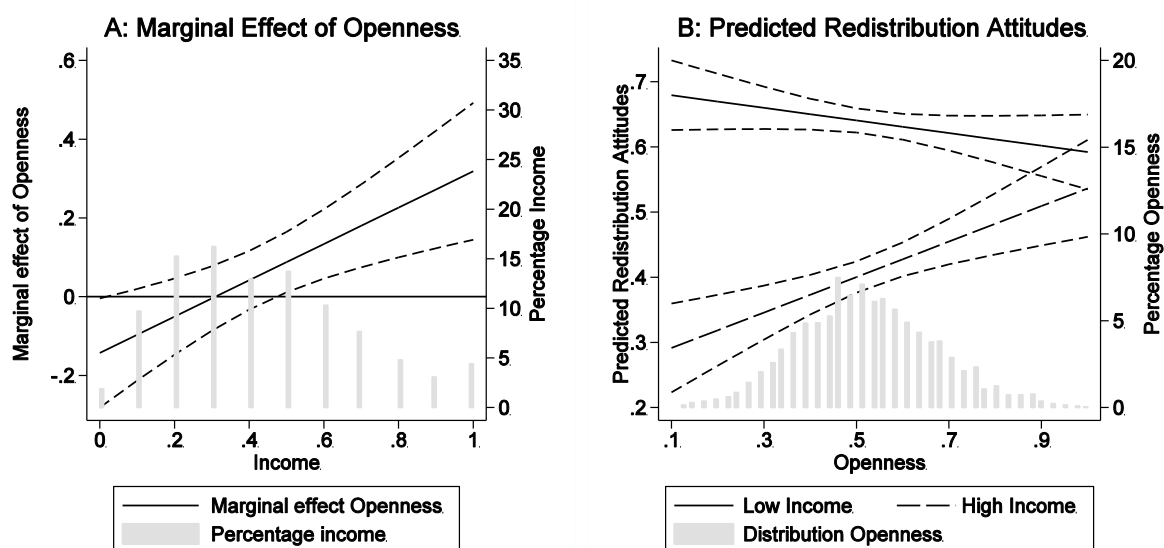 A: Marginal Effect of Openness
.6
.4
.2
0
-.2
Marginal effect of Openness
35
30
25
20
15
10
5
0
Percentage Income
0 .2 .4 .6 .8 1
Income
Marginal effect Openness
Percentage income
B: Predicted Redistribution Attitudes
.7
.6
.5
.4
.3
.2
Predicted Redistribution Attitudes
20
15
10
5
0
Percentage Openness
.1 .3 .5 .7 .9
Openness
Low Income High Income
Distribution Openness